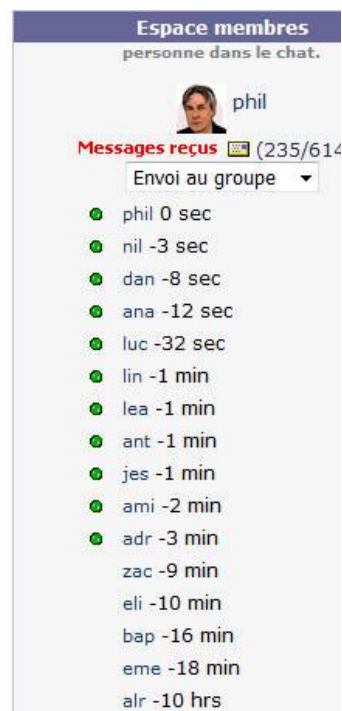 Espace membres
personne dans le chat.
phil
Messages reçus (235/614
Envoi au groupe
phil 0 sec
nil -3 sec
dan -8 sec
ana -12 sec
luc -32 sec
lin -1 min
lea -1 min
ant -1 min
jes -1 min
ami -2 min
adr -3 min
zac -9 min
eli -10 min
bap -16 min
eme -18 min
alr -10 hrs